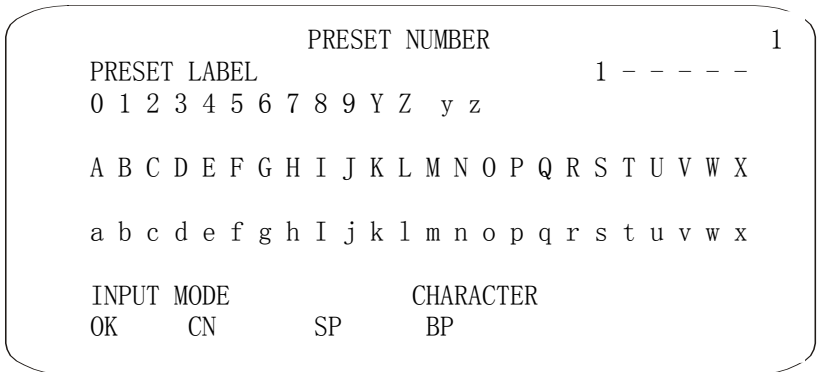 PRESET NUMBER 1
PRESET LABEL 1 - - - - -
0 1 2 3 4 5 6 7 8 9 Y Z y z
A B C D E F G H I J K L M N O P Q R S T U V W X
a b c d e f g h I j k l m n o p q r s t u v w x
INPUT MODE CHARACTER
OK CN SP BP